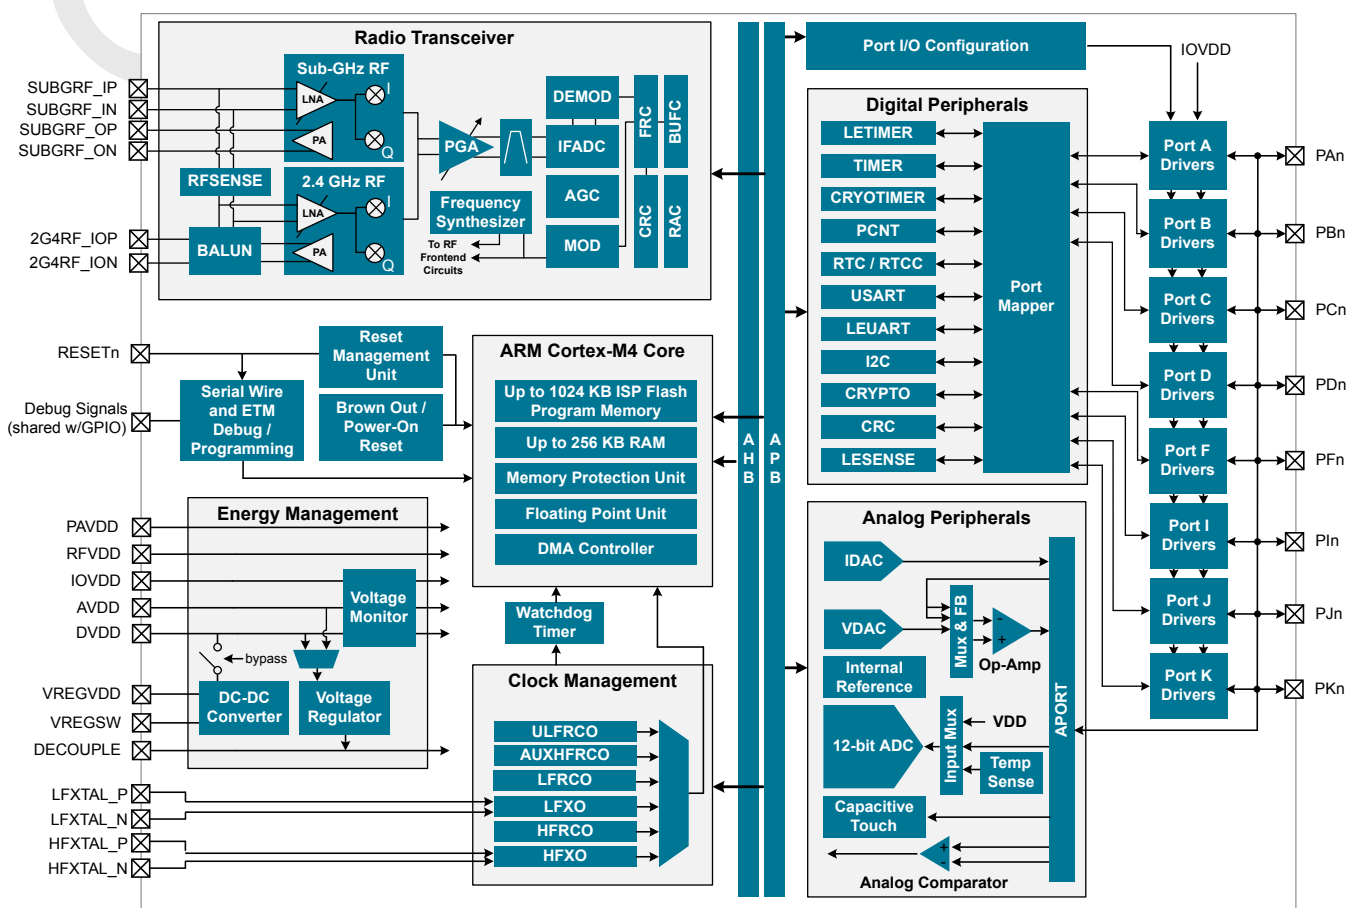 Radio Transceiver
SUBGRF_IP
SUBGRF_IN
SUBGRF_OP
SUBGRF_ON
2G4RF_IOP
2G4RF_ION
Sub-GHz RF
LNA
I
PA
Q
RFSENSE
2.4 GHz RF
LNA
I
PA
Q
BALUN
PGA
Frequency
Synthesizer
To RF
Frontend
Circuits
DEMOD
IFADC
AGC
MOD
FRC
BUFC
CRC
RAC
RESETn
Debug Signals
(shared w/GPIO)
Reset
Management
Unit
Serial Wire
and ETM
Debug /
Programming
Brown Out /
Power-On
Reset
ARM Cortex-M4 Core
Up to 1024 KB ISP Flash
Program Memory
Up to 256 KB RAM
Memory Protection Unit
Floating Point Unit
DMA Controller
Watchdog
Timer
Energy Management
PAVDD
RFVDD
IOVDD
AVDD
DVDD
VREGVDD
VREGSW
DECOUPLE
Voltage
Monitor
bypass
DC-DC
Converter
Voltage
Regulator
Clock Management
LFXTAL_P
LFXTAL_N
HFXTAL_P
HFXTAL_N
ULFRCO
AUXHFRCO
LFRCO
LFXO
HFRCO
HFXO
AHB
APB
Port I/O Configuration
IOVDD
Digital Peripherals
LETIMER
TIMER
CRYOTIMER
PCNT
RTC / RTCC
USART
LEUART
I2C
CRYPTO
CRC
LESENSE
Port
Mapper
Analog Peripherals
IDAC
VDAC
Mux & FB
-
+
Op-Amp
Internal
Reference
12-bit ADC
Input Mux
VDD
Temp
Sense
Capacitive
Touch
+
-
Analog Comparator
APORT
Port A
Drivers
PAn
Port B
Drivers
PBn
Port C
Drivers
PCn
Port D
Drivers
PDn
Port F
Drivers
PFn
Port I
Drivers
PIn
Port J
Drivers
PJn
Port K
Drivers
PKn